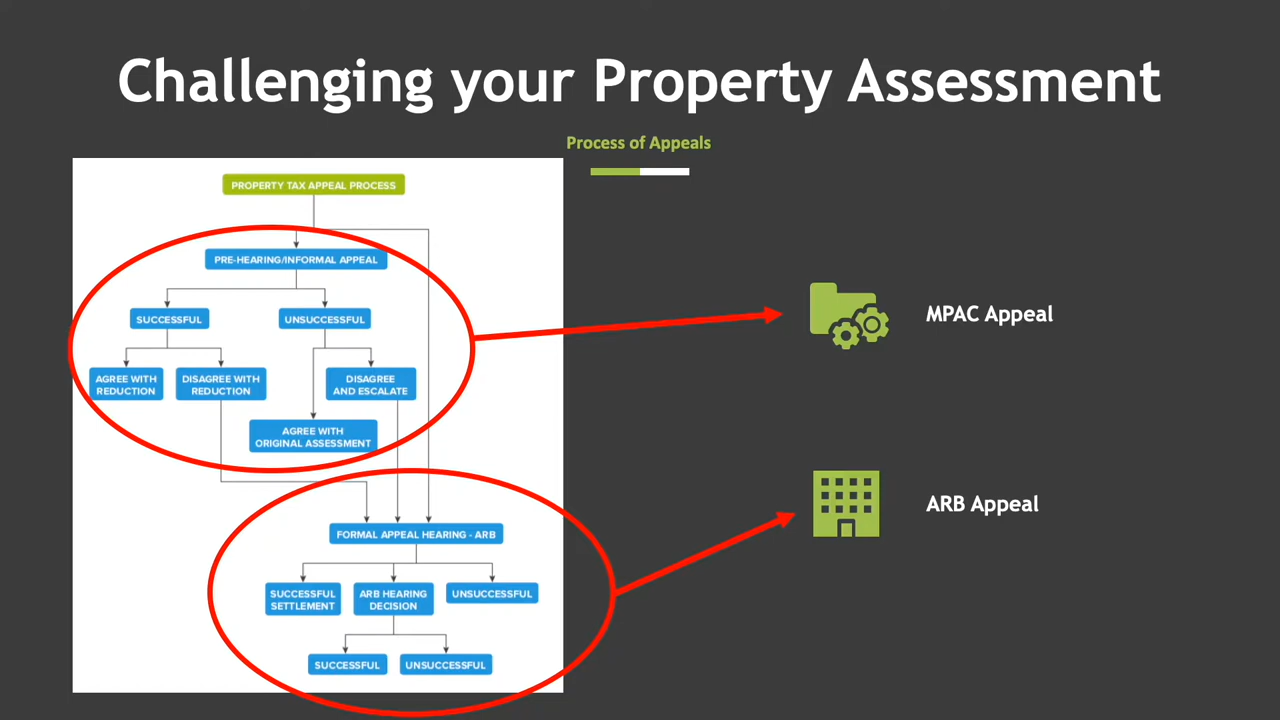 Challenging your Property Assessment
Process of Appeals
PROPERTY TAX APPEAL PROCESS
PRE-HEARING/INFORMAL APPEAL
SUCCESSFUL
UNSUCCESSFUL
AGREE WITH
REDUCTION
DISAGREE WITH
REDUCTION
DISAGREE
AND ESCALATE
AGREE WITH
ORIGINAL ASSESSMENT
FORMAL APPEAL HEARING - ARB
SUCCESSFUL
SETTLEMENT
ARB HEARING
DECISION
UNSUCCESSFUL
SUCCESSFUL
UNSUCCESSFUL
MPAC Appeal
ARB Appeal